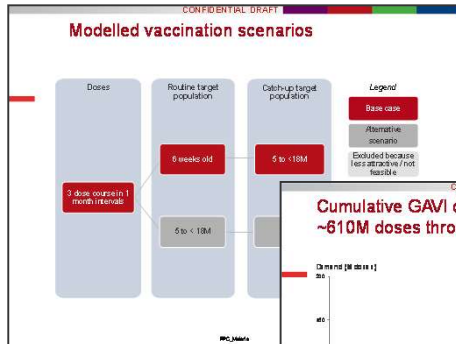 CONFIDENTIAL DRAFT
Modelled vaccination scenarios
Doses
Routine target
population
Catch-up target
population
Legend
Base case
Alternative
scenario
Excluded because
less attractive / not
feasible
6 weeks old
5 to <18M
3 dose course in 1
month intervals
5 to < 18M
Cumulative GAVI
~610M doses